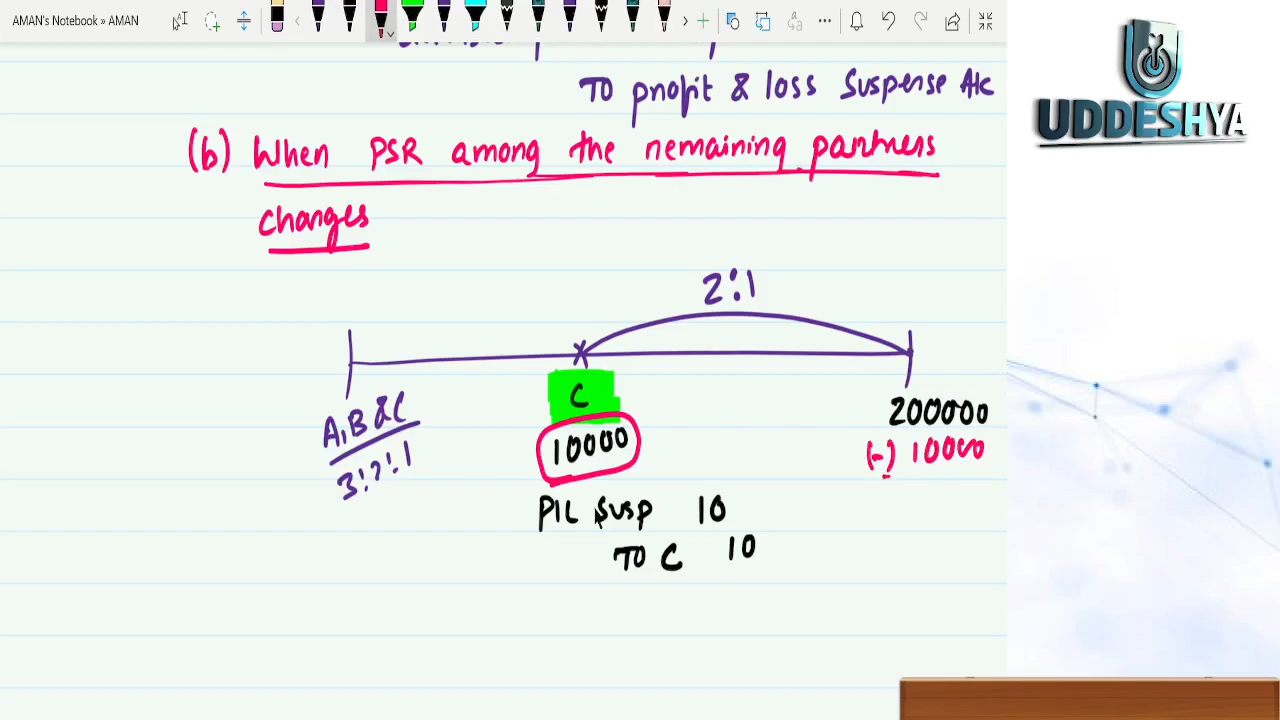 AMAN's Notebook » AMAN
To profit & loss Suspense A/c
(b) When PSR among the remaining partners
changes
2:1
C
A, B & C
3:2:1
10000
200000
(-) 10000
P/L Susp 10
To C 10
UDDESHYA